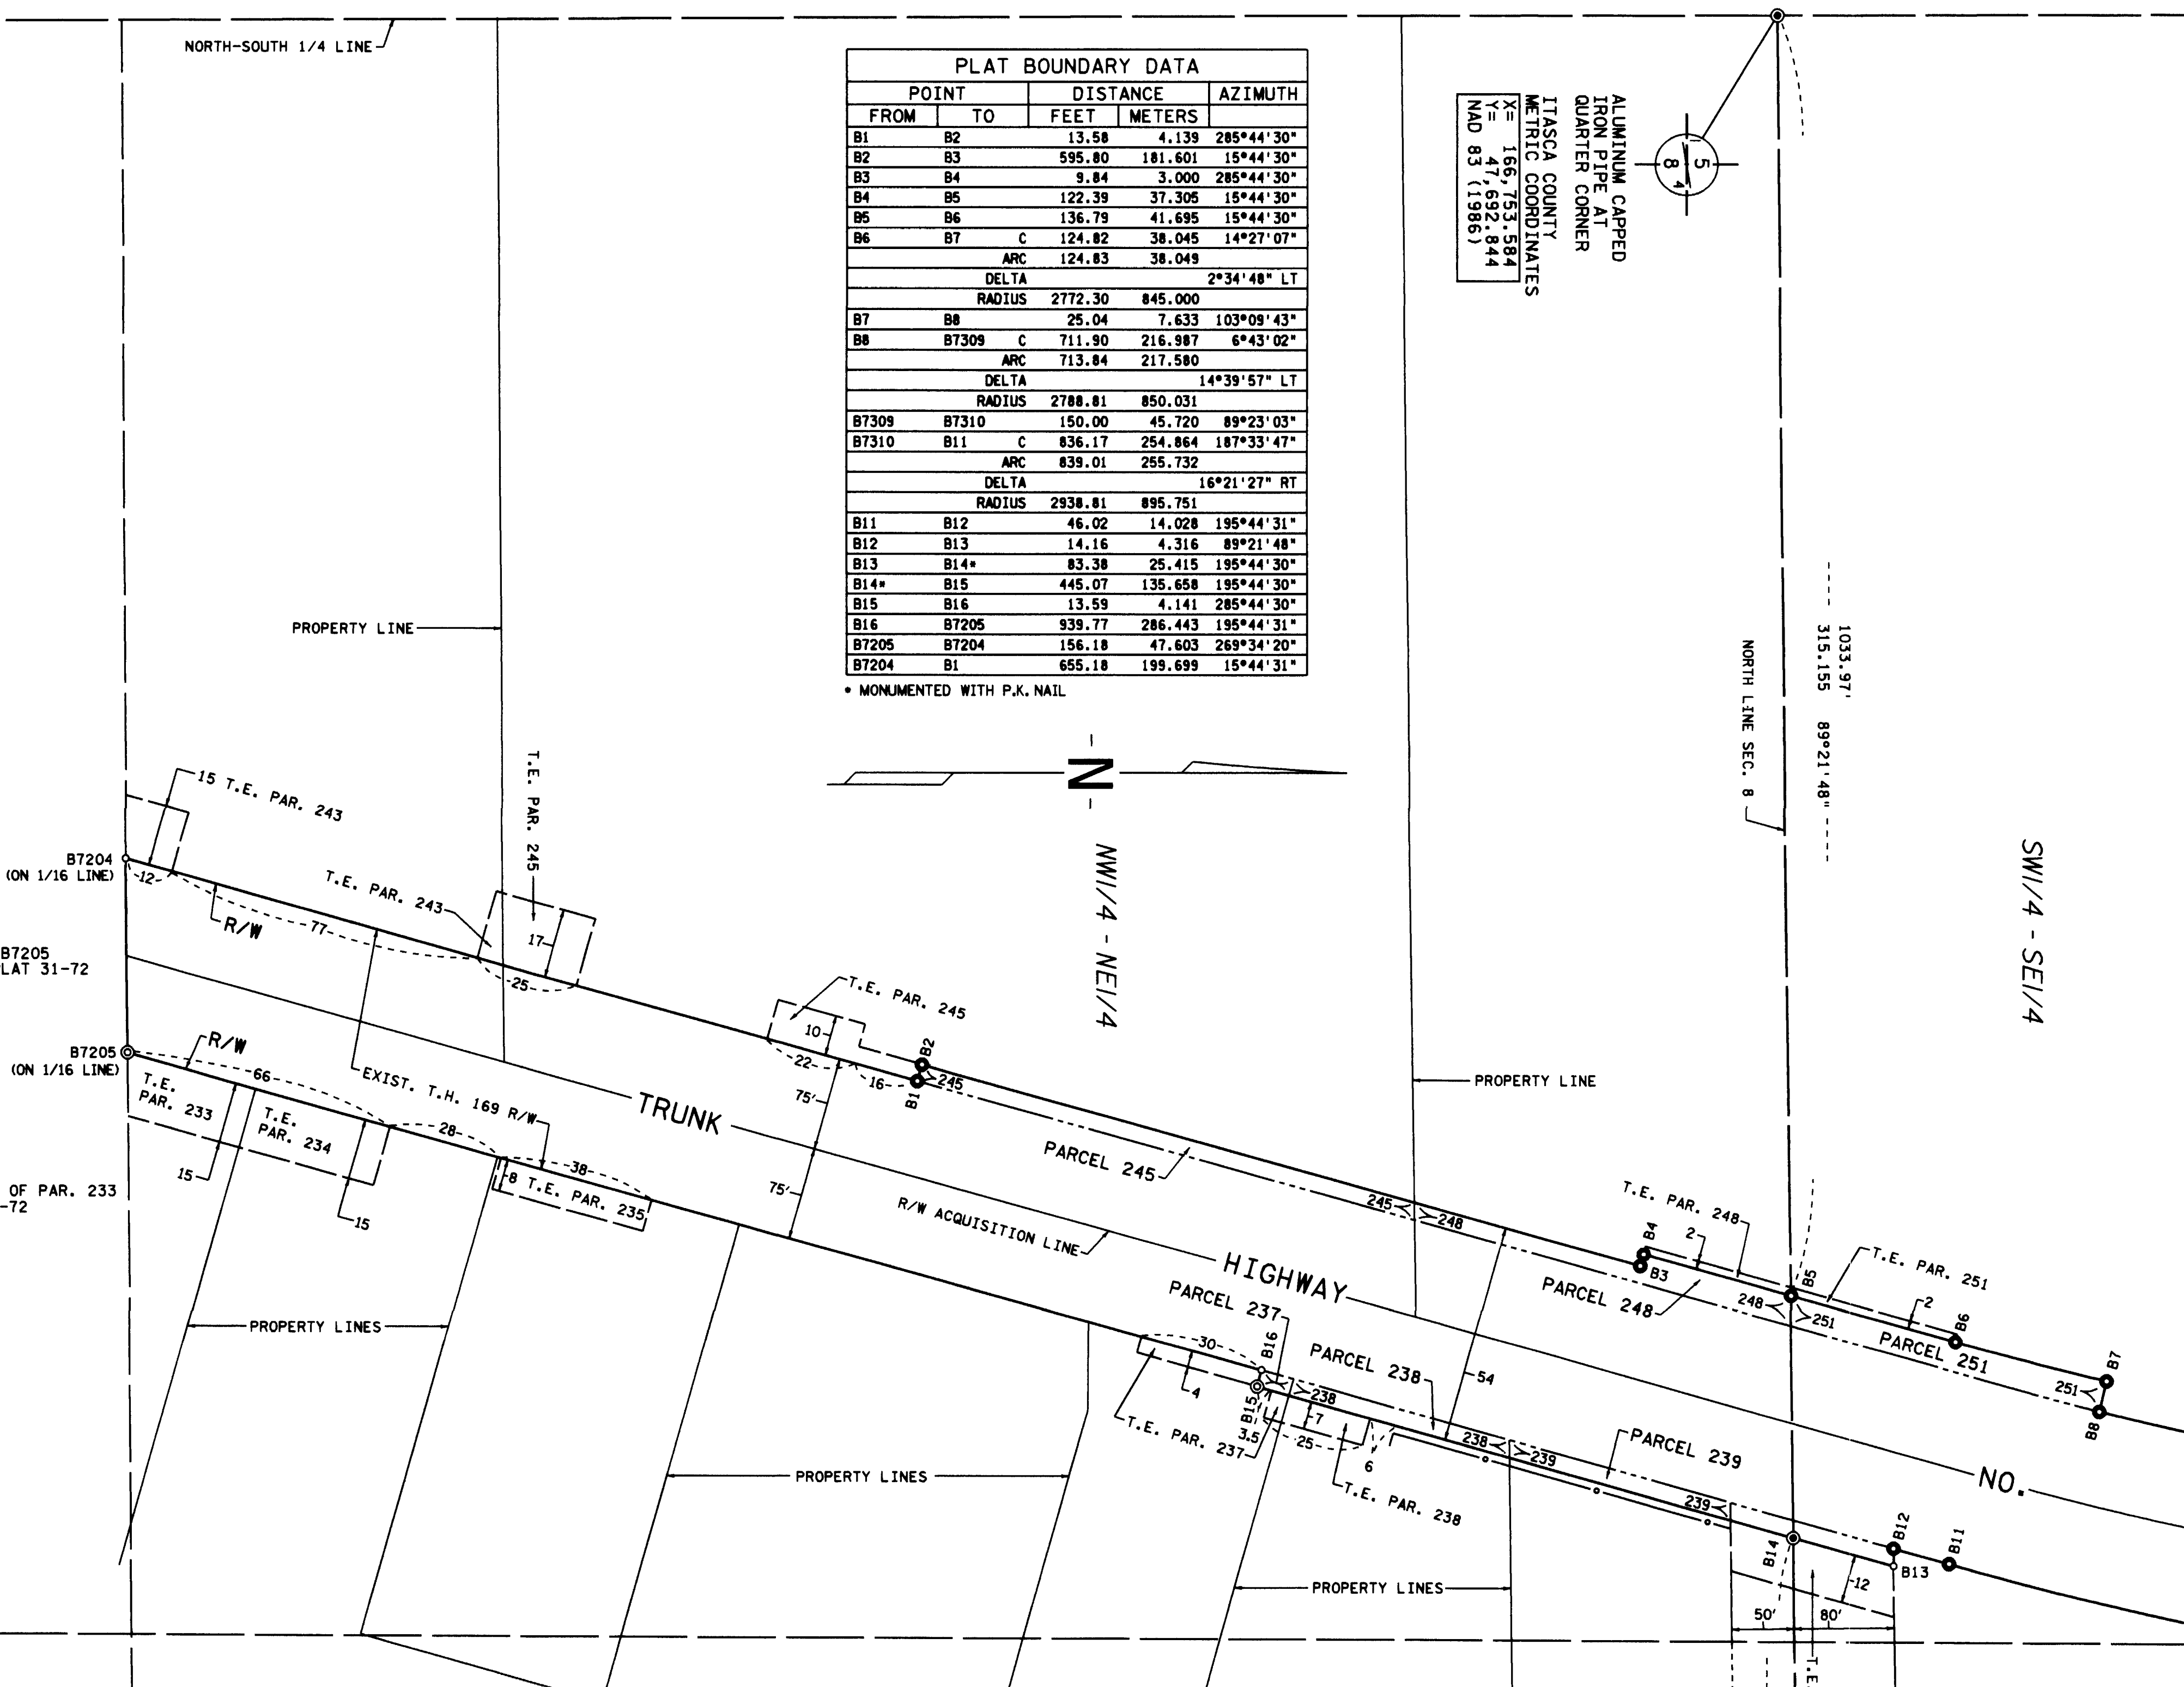 NORTH-SOUTH 1/4 LINE
PLAT BOUNDARY DATA
POINT DISTANCE AZIMUTH
FROM TO FEET METERS
B1 B2 13.58 4.139 285°44'30"
B2 B3 595.80 181.601 15°44'30"
B3 B4 9.84 3.000 285°44'30"
B4 B5 122.39 37.305 15°44'30"
B5 B6 136.79 41.695 15°44'30"
B6 B7 C 124.82 38.045 14°27'07"
ARC 124.83 38.049
DELTA 2°34'48" LT
RADIUS 2772.30 845.000
B7 B8 25.04 7.633 103°09'43"
B8 B7309 C 711.90 216.987 6°43'02"
ARC 713.84 217.580
DELTA 14°39'57" LT
RADIUS 2788.81 850.031
B7309 B7310 150.00 45.720 89°23'03"
B7310 B11 C 836.17 254.864 187°33'47"
ARC 839.01 255.732
DELTA 16°21'27" RT
RADIUS 2938.81 895.751
B11 B12 46.02 14.028 195°44'31"
B12 B13 14.16 4.316 89°21'48"
B13 B14* 83.38 25.415 195°44'30"
B14* B15 445.07 135.658 195°44'30"
B15 B16 13.59 4.141 285°44'30"
B16 B7205 939.77 286.443 195°44'31"
B7205 B7204 156.18 47.603 269°34'20"
B7204 B1 655.18 199.699 15°44'31"
* MONUMENTED WITH P.K. NAIL
ALUMINUM CAPPED
IRON PIPE AT
QUARTER CORNER
ITASCA COUNTY
METRIC COORDINATES
X= 166,753.584
Y= 47,692.844
NAD 83 (1986)
5
8
4
1033.97'
315.155 89°21'48"
NORTH LINE SEC. 8
PROPERTY LINE
N
NW1/4 - NE1/4
SW1/4 - SE1/4
15 T.E. PAR. 243
T.E. PAR. 245
B7204
(ON 1/16 LINE)
12
R/W
77
T.E. PAR. 243
17
25
B7205
LAT 31-72
B7205
(ON 1/16 LINE)
R/W
66
EXIST. T.H. 169 R/W
T.E.
PAR. 233
T.E.
PAR. 234
15
15
28
38
8 T.E. PAR. 235
OF PAR. 233
-72
PROPERTY LINES
TRUNK
T.E. PAR. 245
10
22
16
B2
245
B1
75'
75'
PARCEL 245
R/W ACQUISITION LINE
PROPERTY LINE
HIGHWAY
245
248
T.E. PAR. 248
2
B4
B3
PARCEL 248
B5
248
251
T.E. PAR. 251
2
B6
PARCEL 251
B7
251
B8
NO.
54
PARCEL 237
PARCEL 238
B16
30
4
T.E. PAR. 237
B15
3.5
238
7
25
6
T.E. PAR. 238
238
239
PARCEL 239
239
B14
B12
B11
B13
12
50'
80'
T.E.
PROPERTY LINES
PROPERTY LINES